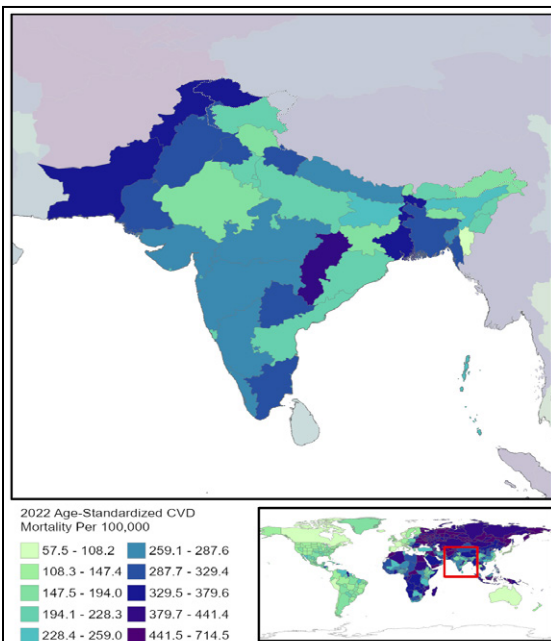 2022 Age-Standardized CVD
Mortality Per 100,000
57.5 - 108.2
259.1 - 287.6
108.3 - 147.4
287.7 - 329.4
147.5 - 194.0
329.5 - 379.6
194.1 - 228.3
379.7 - 441.4
228.4 - 259.0
441.5 - 714.5